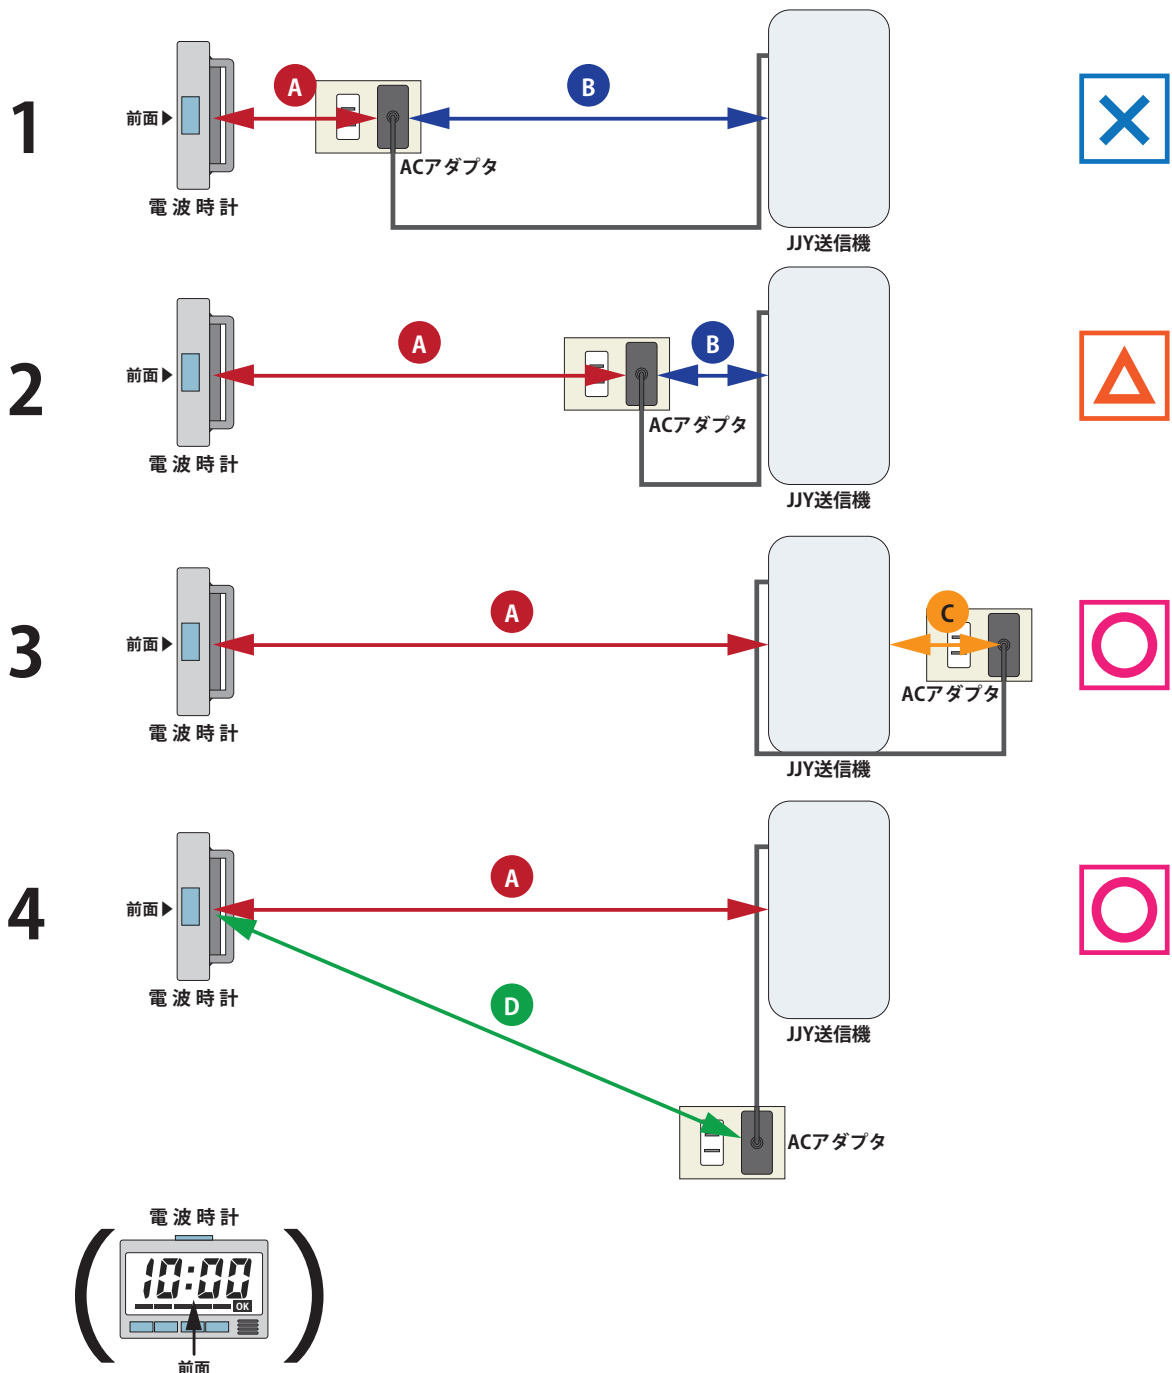 1
前面▶
A
B
ACアダプタ
電波時計
JJY送信機
2
前面▶
A
B
ACアダプタ
電波時計
JJY送信機
3
前面▶
A
C
ACアダプタ
電波時計
JJY送信機
4
前面▶
A
D
電波時計
JJY送信機
ACアダプタ
電波時計
10:00
OK
前面